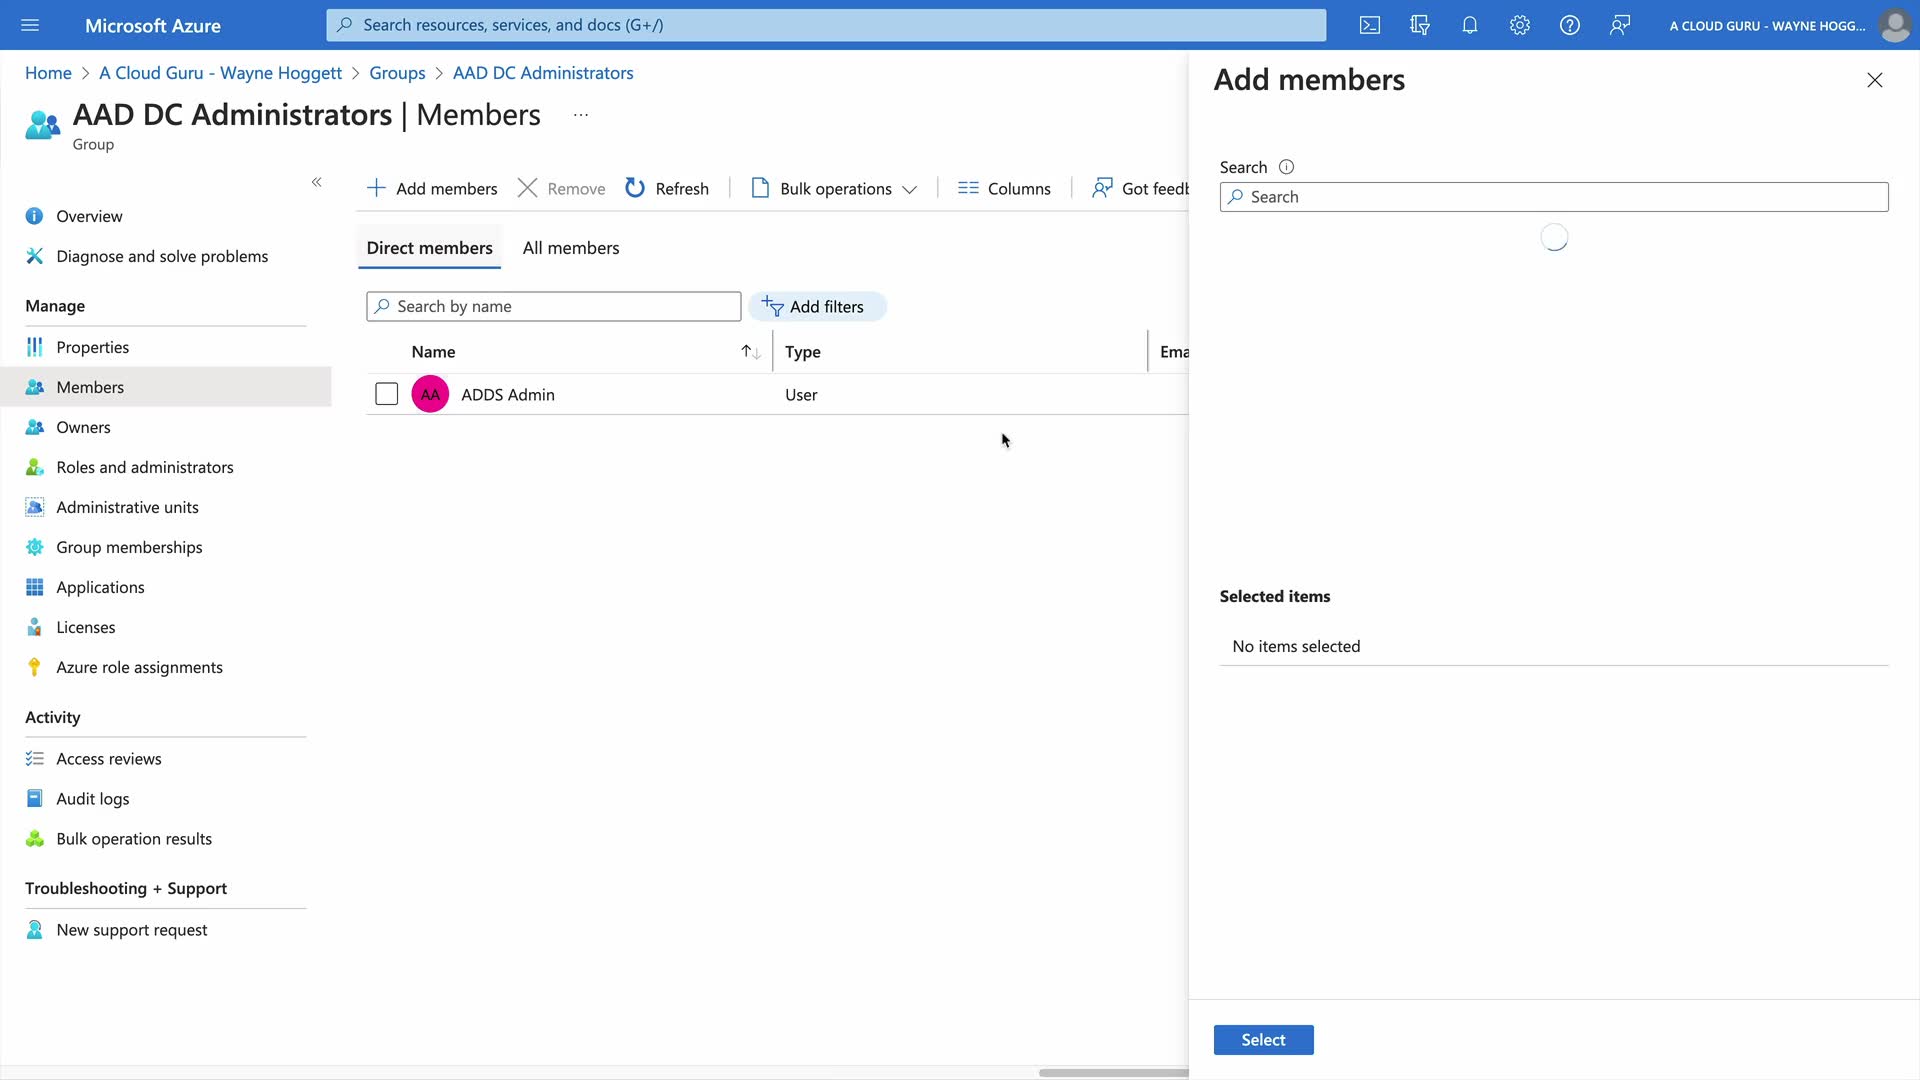 Microsoft Azure
Search resources, services, and docs (G+/)
A CLOUD GURU - WAYNE HOGG...
Home > A Cloud Guru - Wayne Hoggett > Groups > AAD DC Administrators
AAD DC Administrators | Members ...
Group
Overview
Diagnose and solve problems
Manage
Properties
Members
Owners
Roles and administrators
Administrative units
Group memberships
Applications
Licenses
Azure role assignments
Activity
Access reviews
Audit logs
Bulk operation results
Troubleshooting + Support
New support request
Add members Remove Refresh Bulk operations Columns Got feedb
Direct members All members
Search by name Add filters
Name Type Ema
AA ADDS Admin User
Add members
Search
Search
Selected items
No items selected
Select